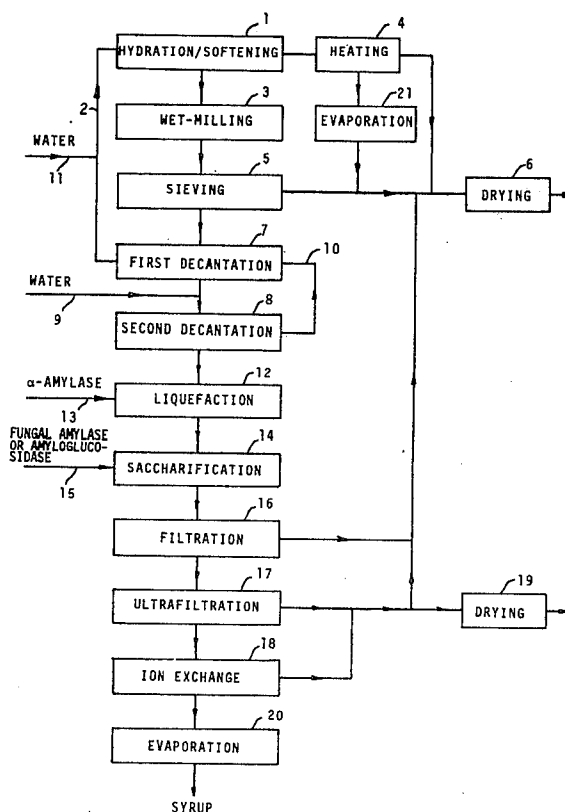 1
HYDRATION/SOFTENING
4
HEATING
2
3
WET-MILLING
21
EVAPORATION
WATER
11
5
SIEVING
6
DRYING
7
FIRST DECANTATION
10
WATER
9
8
SECOND DECANTATION
12
α-AMYLASE
13
LIQUEFACTION
14
FUNGAL AMYLASE
OR AMYLOGLUCO-
SIDASE
15
SACCHARIFICATION
16
FILTRATION
17
ULTRAFILTRATION
19
DRYING
18
ION EXCHANGE
20
EVAPORATION
SYRUP